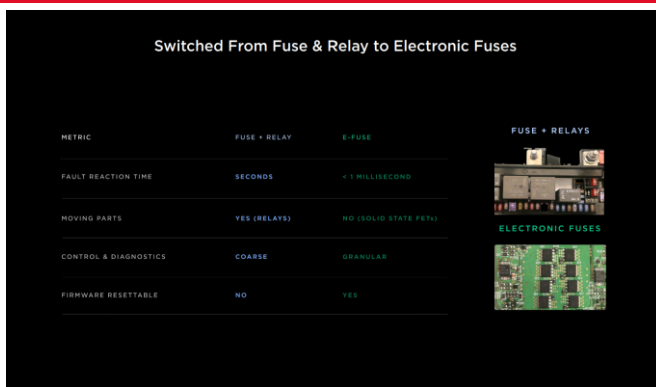 Switched From Fuse & Relay to Electronic Fuses
METRIC FUSE + RELAY E-FUSE
FAULT REACTION TIME SECONDS < 1 MILLISECOND
MOVING PARTS YES (RELAYS) NO (SOLID STATE FETs)
CONTROL & DIAGNOSTICS COARSE GRANULAR
FIRMWARE RESETTABLE NO YES
FUSE + RELAYS
ELECTRONIC FUSES